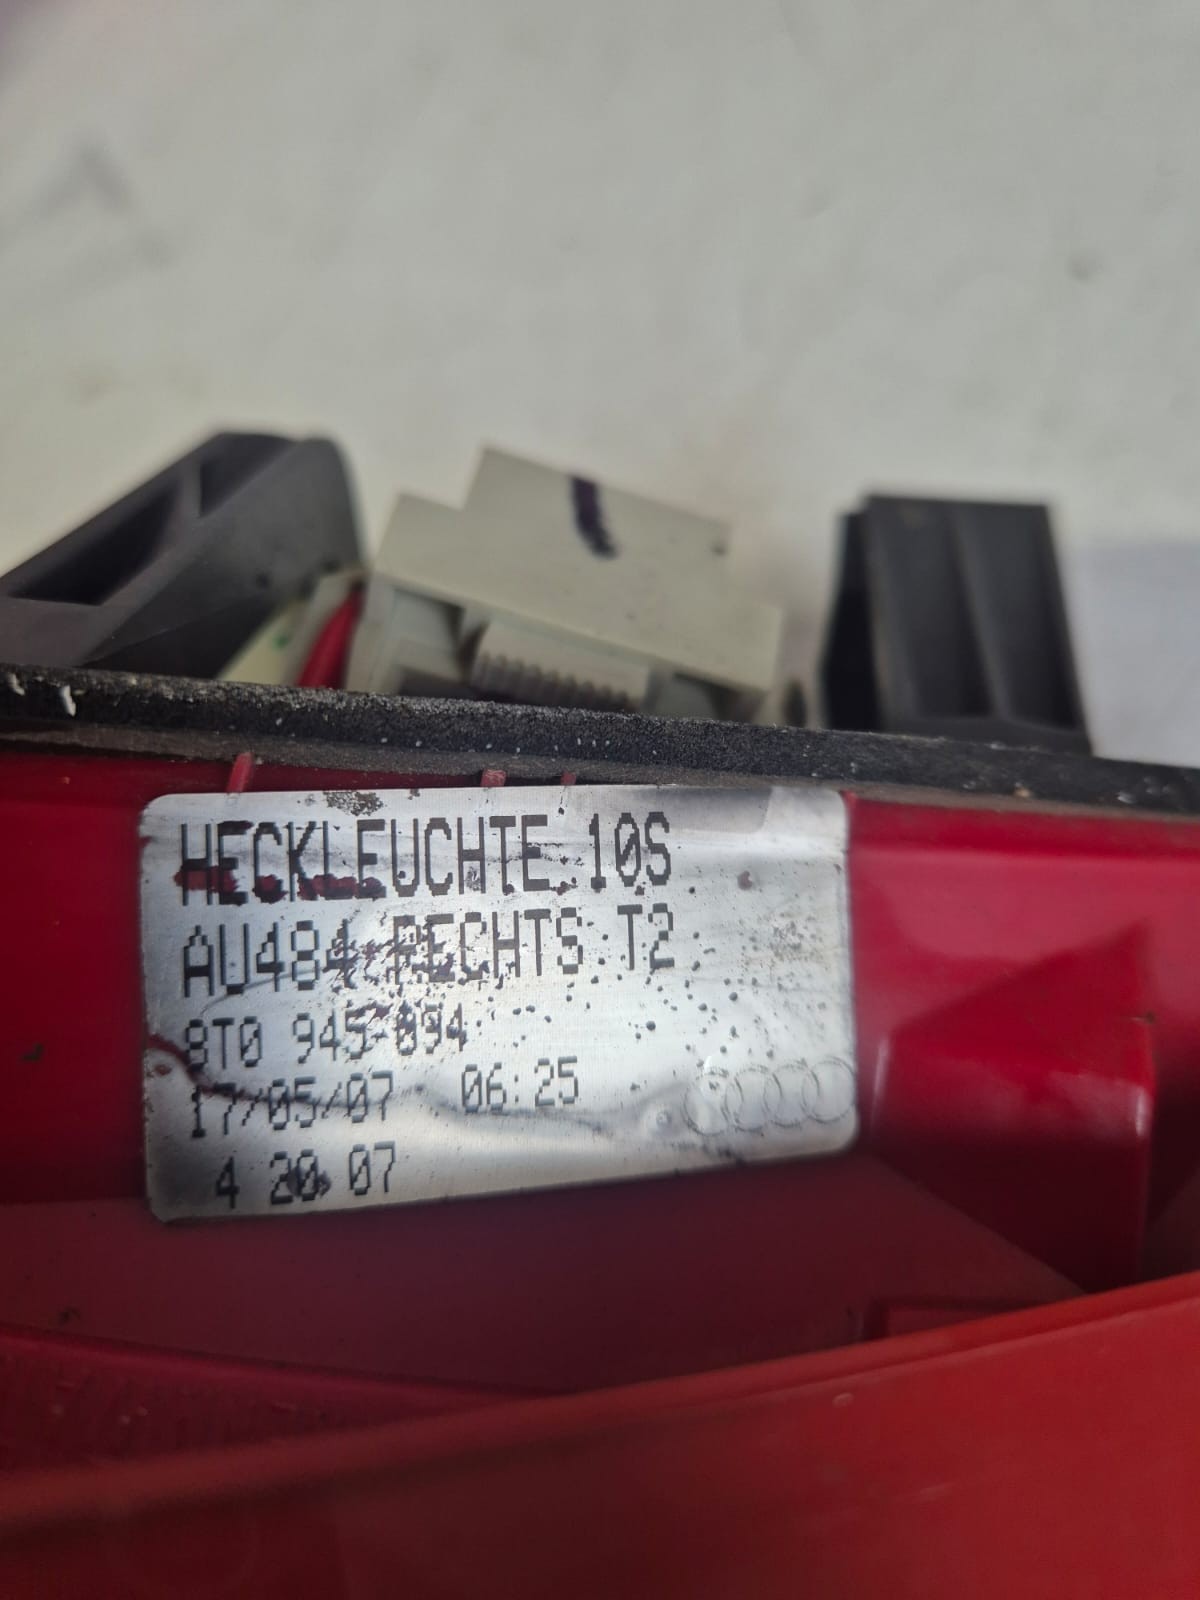 HECKLEUCHTE 10S
AU484 RECHTS T2
8T0 945 094
17/05/07 06:25
4 20 07